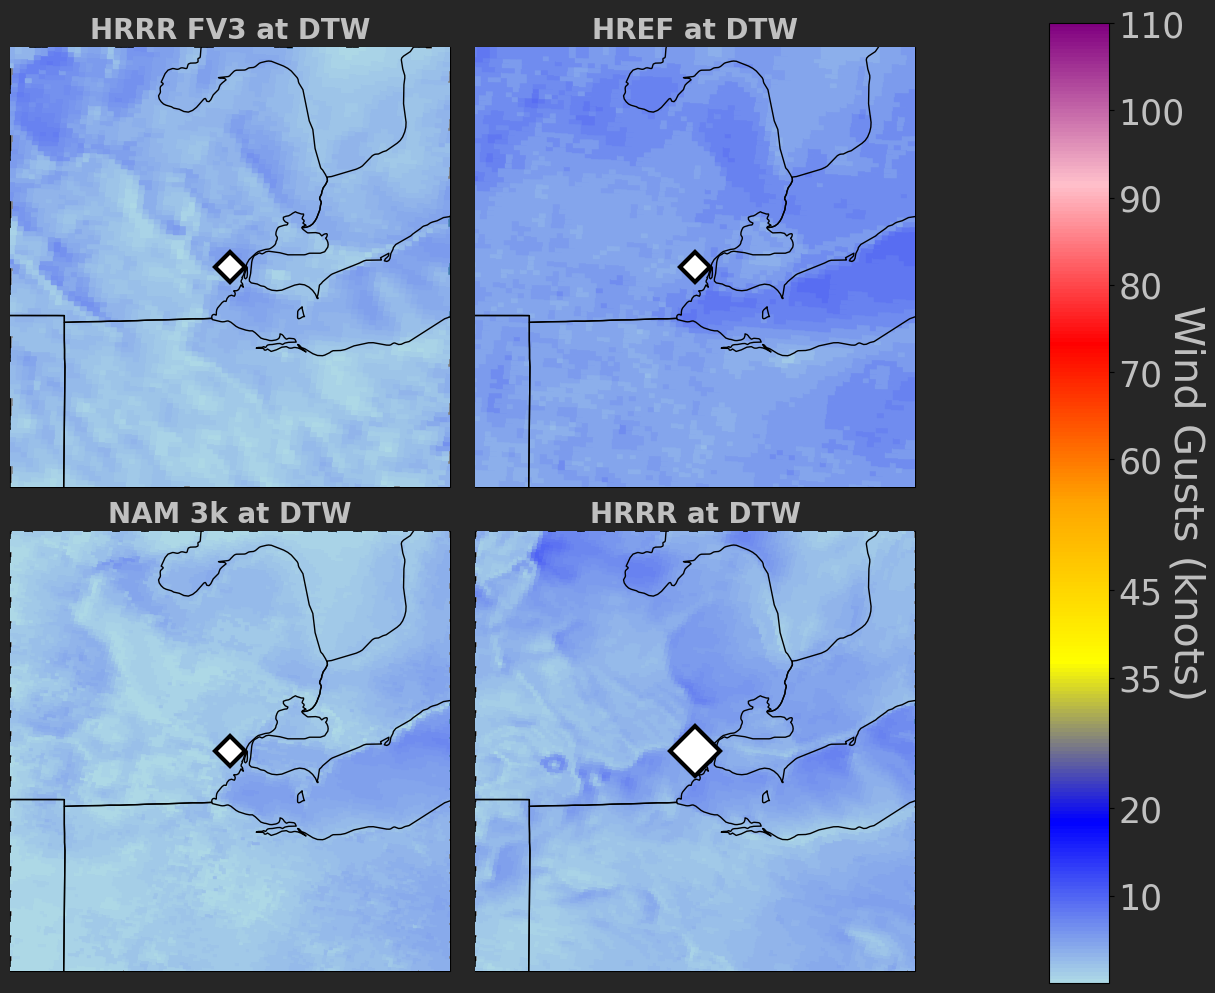 HRRR FV3 at DTW
HREF at DTW
NAM 3k at DTW
HRRR at DTW
110
100
90
80
70
60
45
35
20
10
Wind Gusts (knots)